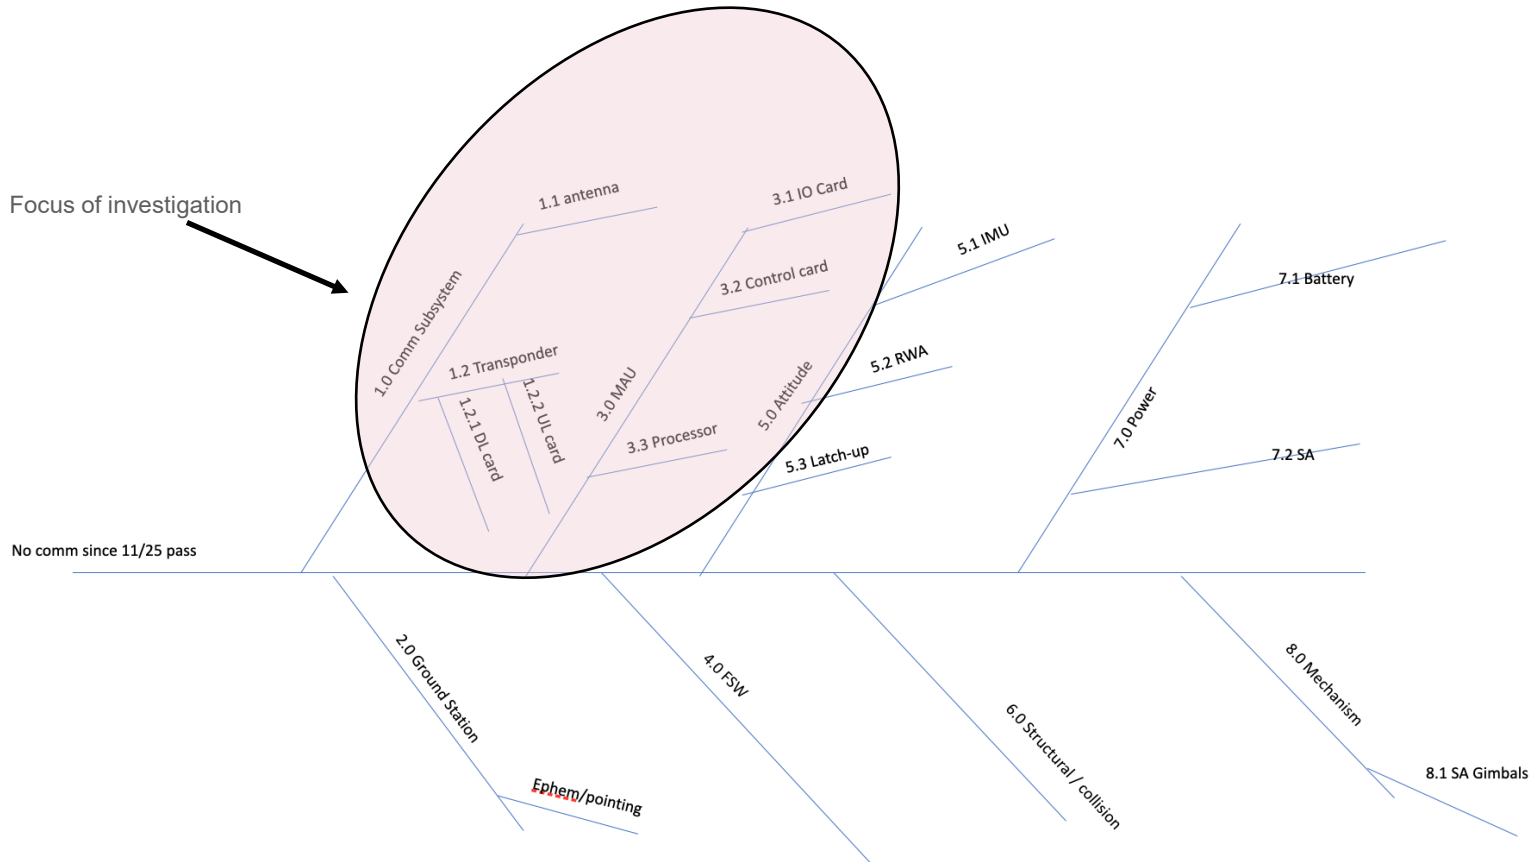 Focus of investigation
1.1 antenna
3.1 IO Card
1.0 Comm Subsystem
3.2 Control card
5.1 IMU
7.1 Battery
1.2 Transponder
1.2.1 DL card
1.2.2 UL card
3.0 MAU
3.3 Processor
5.0 Attitude
5.2 RWA
5.3 Latch-up
7.0 Power
7.2 SA
No comm since 11/25 pass
2.0 Ground Station
Ephem/pointing
4.0 FSW
6.0 Structural / collision
8.0 Mechanism
8.1 SA Gimbals